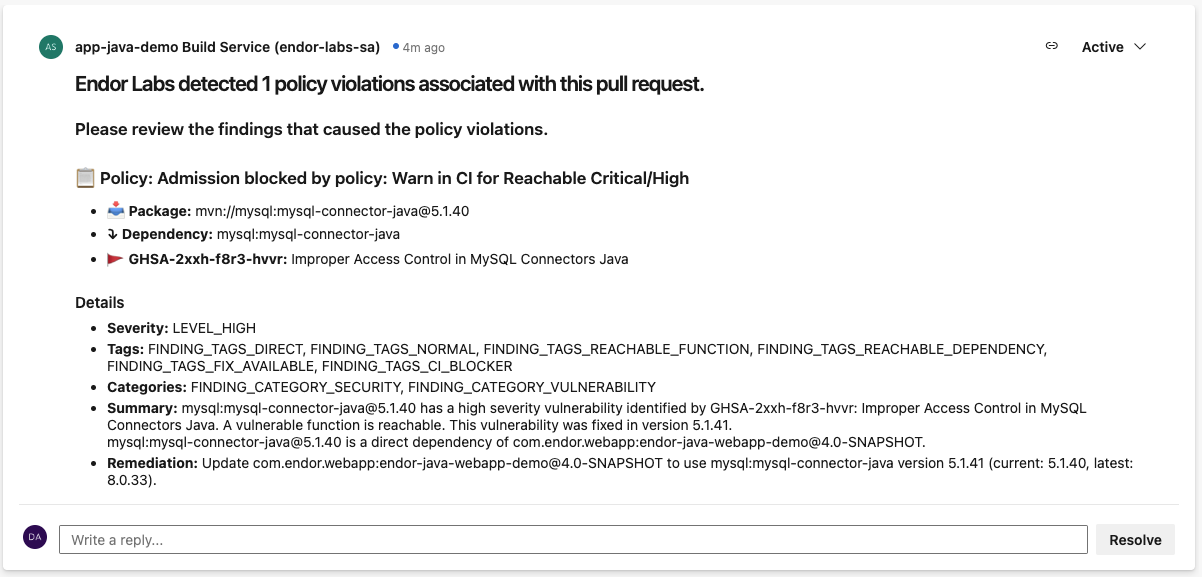 AS app-java-demo Build Service (endor-labs-sa) 4m ago Active
Endor Labs detected 1 policy violations associated with this pull request.
Please review the findings that caused the policy violations.
Policy: Admission blocked by policy: Warn in CI for Reachable Critical/High
Package: mvn://mysql:mysql-connector-java@5.1.40
Dependency: mysql:mysql-connector-java
GHSA-2xxh-f8r3-hvvr: Improper Access Control in MySQL Connectors Java
Details
Severity: LEVEL_HIGH
Tags: FINDING_TAGS_DIRECT, FINDING_TAGS_NORMAL, FINDING_TAGS_REACHABLE_FUNCTION, FINDING_TAGS_REACHABLE_DEPENDENCY,
FINDING_TAGS_FIX_AVAILABLE, FINDING_TAGS_CI_BLOCKER
Categories: FINDING_CATEGORY_SECURITY, FINDING_CATEGORY_VULNERABILITY
Summary: mysql:mysql-connector-java@5.1.40 has a high severity vulnerability identified by GHSA-2xxh-f8r3-hvvr: Improper Access Control in MySQL
Connectors Java. A vulnerable function is reachable. This vulnerability was fixed in version 5.1.41.
mysql:mysql-connector-java@5.1.40 is a direct dependency of com.endor.webapp:endor-java-webapp-demo@4.0-SNAPSHOT.
Remediation: Update com.endor.webapp:endor-java-webapp-demo@4.0-SNAPSHOT to use mysql:mysql-connector-java version 5.1.41 (current: 5.1.40, latest:
8.0.33).
DA Write a reply... Resolve